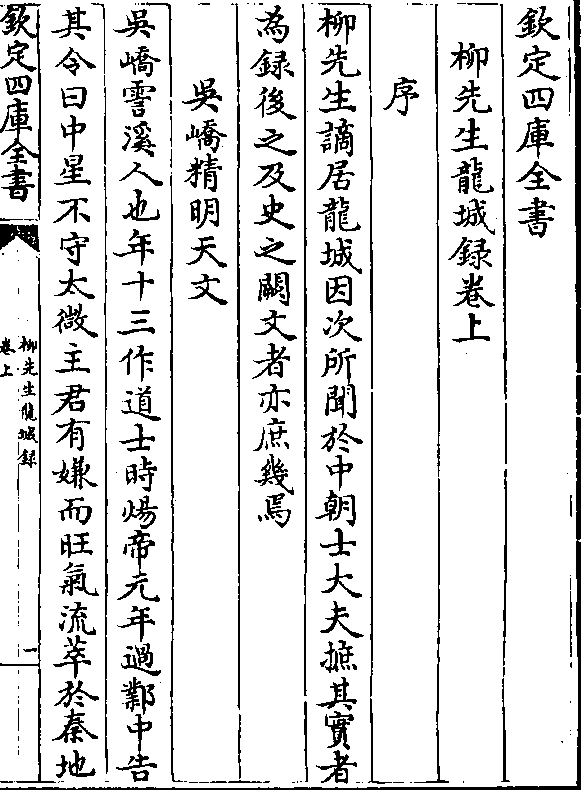 欽定四庫全書
柳先生龍城録卷上
序
柳先生謫居龍城因次所聞於中朝士大夫摭其實者
為録後之及史之闕文者亦庶幾焉
吳嶠精明天文
吳嶠霅溪人也年十三作道士時煬帝元年過鄴中告
其令曰中星不守太微主君有嫌而旺氣流萃於秦地
欽定四庫全書
柳先生龍城録
卷上
一